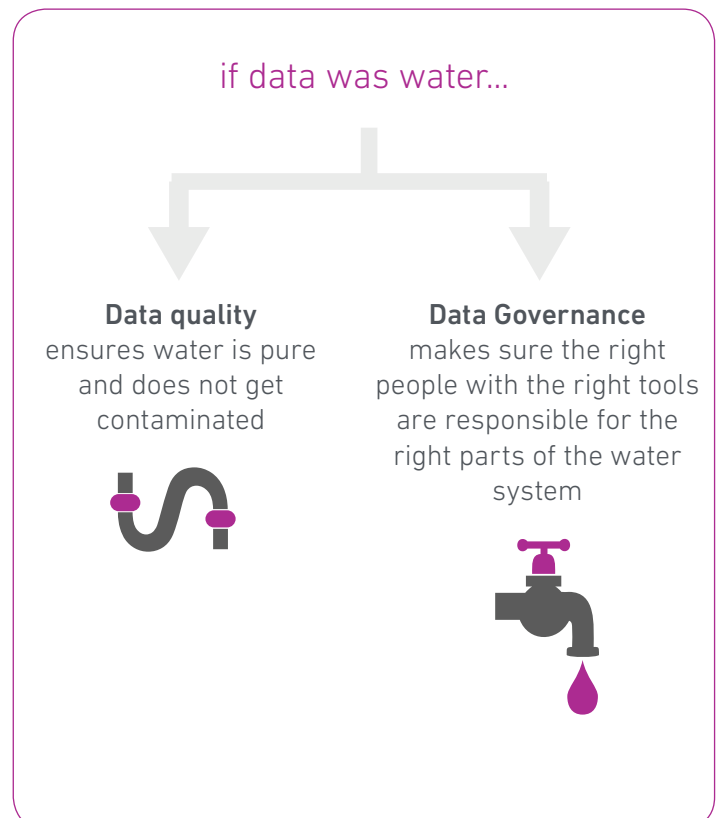 if data was water...
Data quality
ensures water is pure
and does not get
contaminated
Data Governance
makes sure the right
people with the right tools
are responsible for the
right parts of the water
system